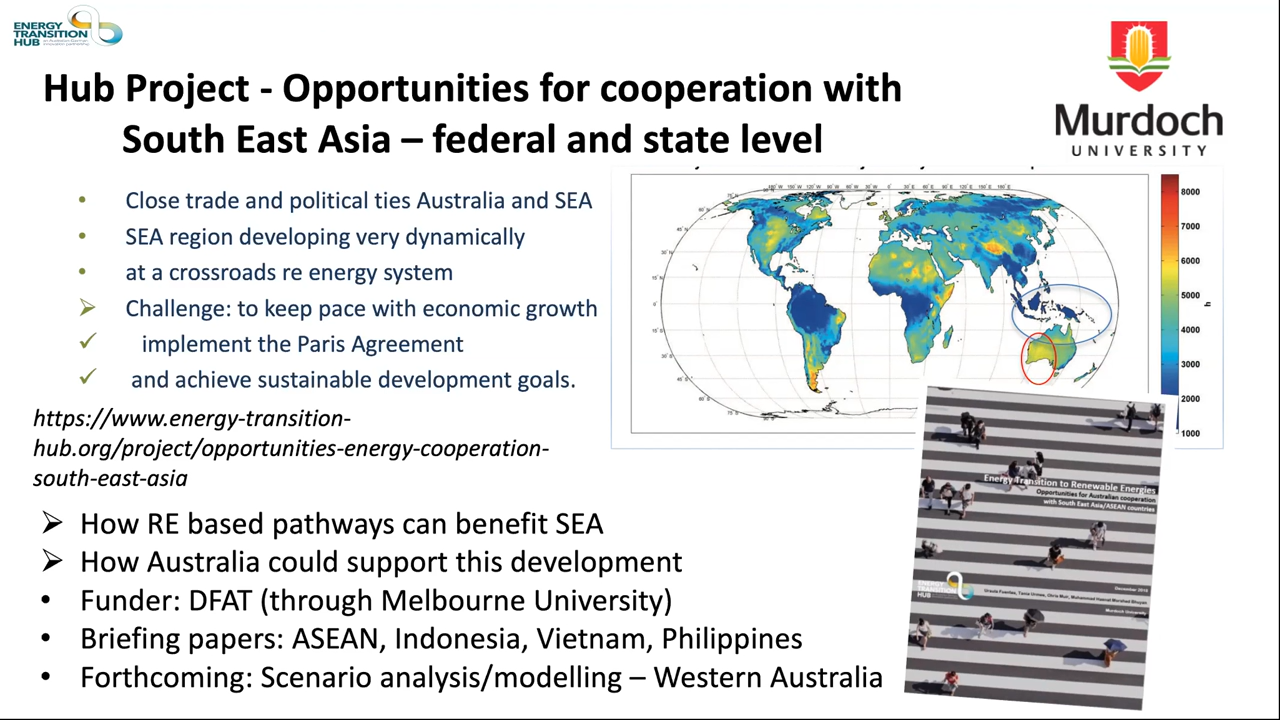 ENERGY
TRANSITION
HUB
Hub Project - Opportunities for cooperation with
South East Asia – federal and state level
Murdoch
UNIVERSITY
• Close trade and political ties Australia and SEA
• SEA region developing very dynamically
• at a crossroads re energy system
➢ Challenge: to keep pace with economic growth
✓ implement the Paris Agreement
✓ and achieve sustainable development goals.
https://www.energy-transition-
hub.org/project/opportunities-energy-cooperation-
south-east-asia
➢ How RE based pathways can benefit SEA
➢ How Australia could support this development
• Funder: DFAT (through Melbourne University)
• Briefing papers: ASEAN, Indonesia, Vietnam, Philippines
• Forthcoming: Scenario analysis/modelling – Western Australia
8000
7000
6000
5000
4000
3000
2000
1000
h
Energy Transition to Renewable Energies
Opportunities for Australian cooperation
with South East Asia/ASEAN countries
ENERGY
TRANSITION
HUB
Murdoch University